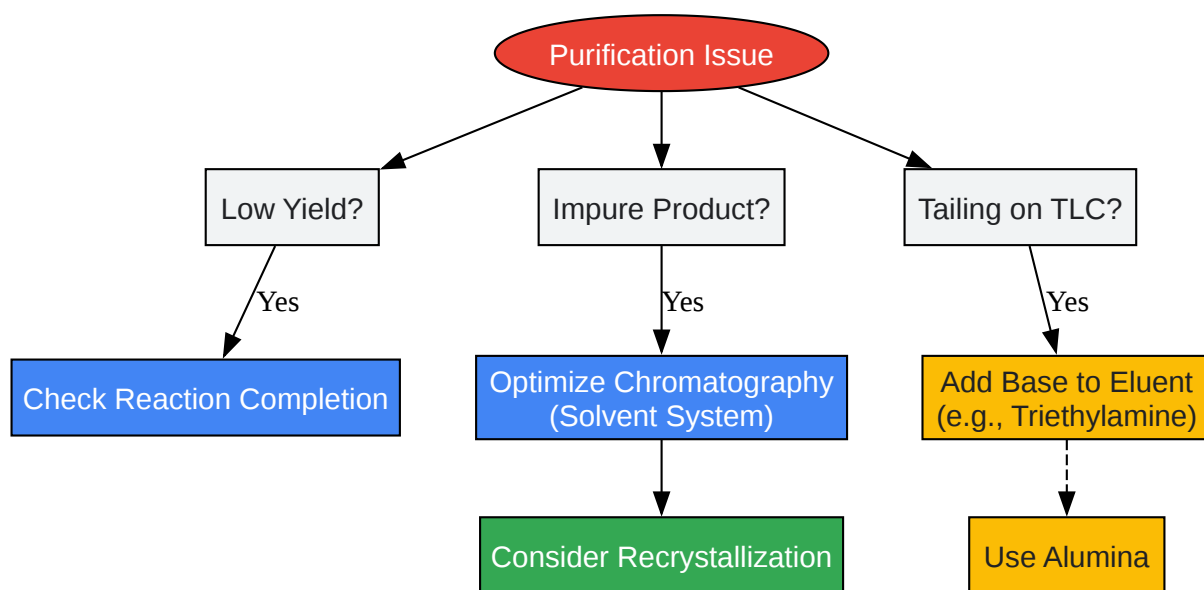 Purification Issue
Low Yield?
Impure Product?
Tailing on TLC?
Yes
Yes
Yes
Check Reaction Completion
Optimize Chromatography
(Solvent System)
Add Base to Eluent
(e.g., Triethylamine)
Consider Recrystallization
Use Alumina